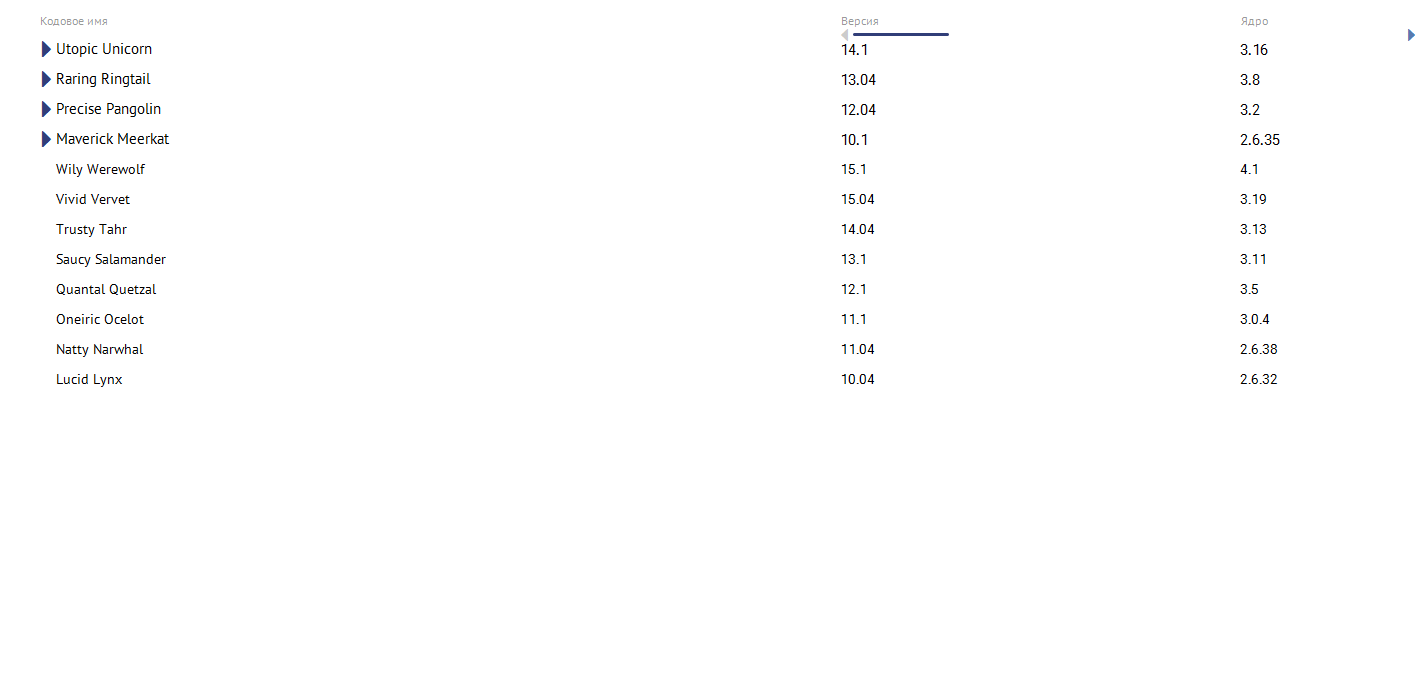 Кодовое имя Версия Ядро
Utopic Unicorn 14.1 3.16
Raring Ringtail 13.04 3.8
Precise Pangolin 12.04 3.2
Maverick Meerkat 10.1 2.6.35
Wily Werewolf 15.1 4.1
Vivid Vervet 15.04 3.19
Trusty Tahr 14.04 3.13
Saucy Salamander 13.1 3.11
Quantal Quetzal 12.1 3.5
Oneiric Ocelot 11.1 3.0.4
Natty Narwhal 11.04 2.6.38
Lucid Lynx 10.04 2.6.32